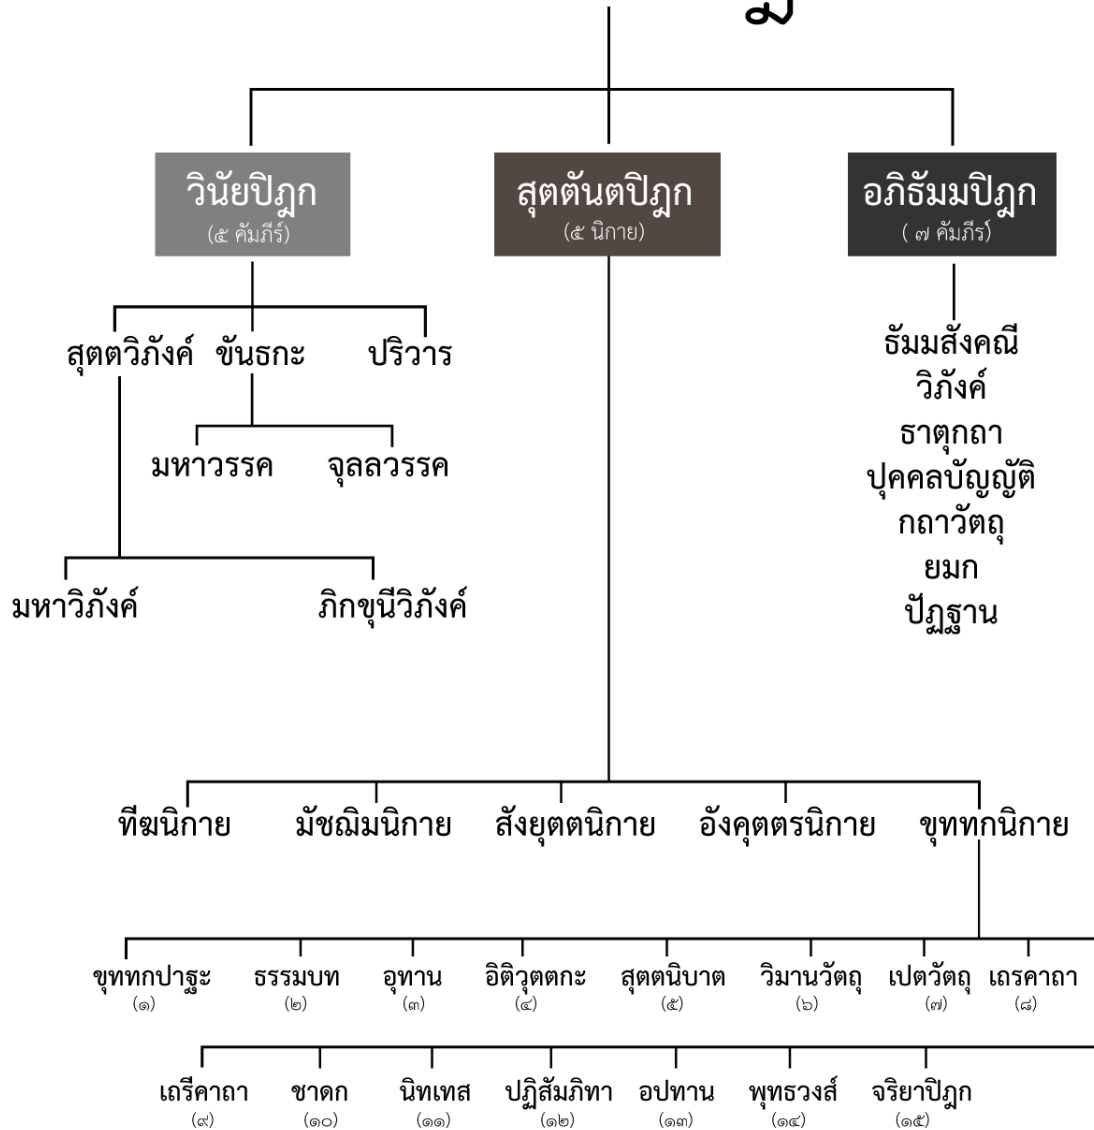 วินัยปิฎก
(๕ คัมภีร์)
สุตตันตปิฎก
(๕ นิกาย)
อภิธัมมปิฎก
( ๗ คัมภีร์)
สุตตวิภังค์ ขันธกะ ปริวาร
มหาวรรค จุลลวรรค
มหาวิภังค์ ภิกขุนีวิภังค์
ธัมมสังคณี
วิภังค์
ธาตุกถา
ปุคคลบัญญัติ
กถาวัตถุ
ยมก
ปัฏฐาน
ทีฆนิกาย มัชฌิมนิกาย สังยุตตนิกาย อังคุตตรนิกาย ขุททกนิกาย
ขุททกปาฐะ ธรรมบท อุทาน อิติวุตตกะ สุตตนิบาต วิมานวัตถุ เปตวัตถุ เถรคาถา
(๑) (๒) (๓) (๔) (๕) (๖) (๗) (๘)
เถรีคาถา ชาดก นิทเทส ปฏิสัมภิทา อปทาน พุทธวงส์ จริยาปิฎก
(๙) (๑๐) (๑๑) (๑๒) (๑๓) (๑๔) (๑๕)